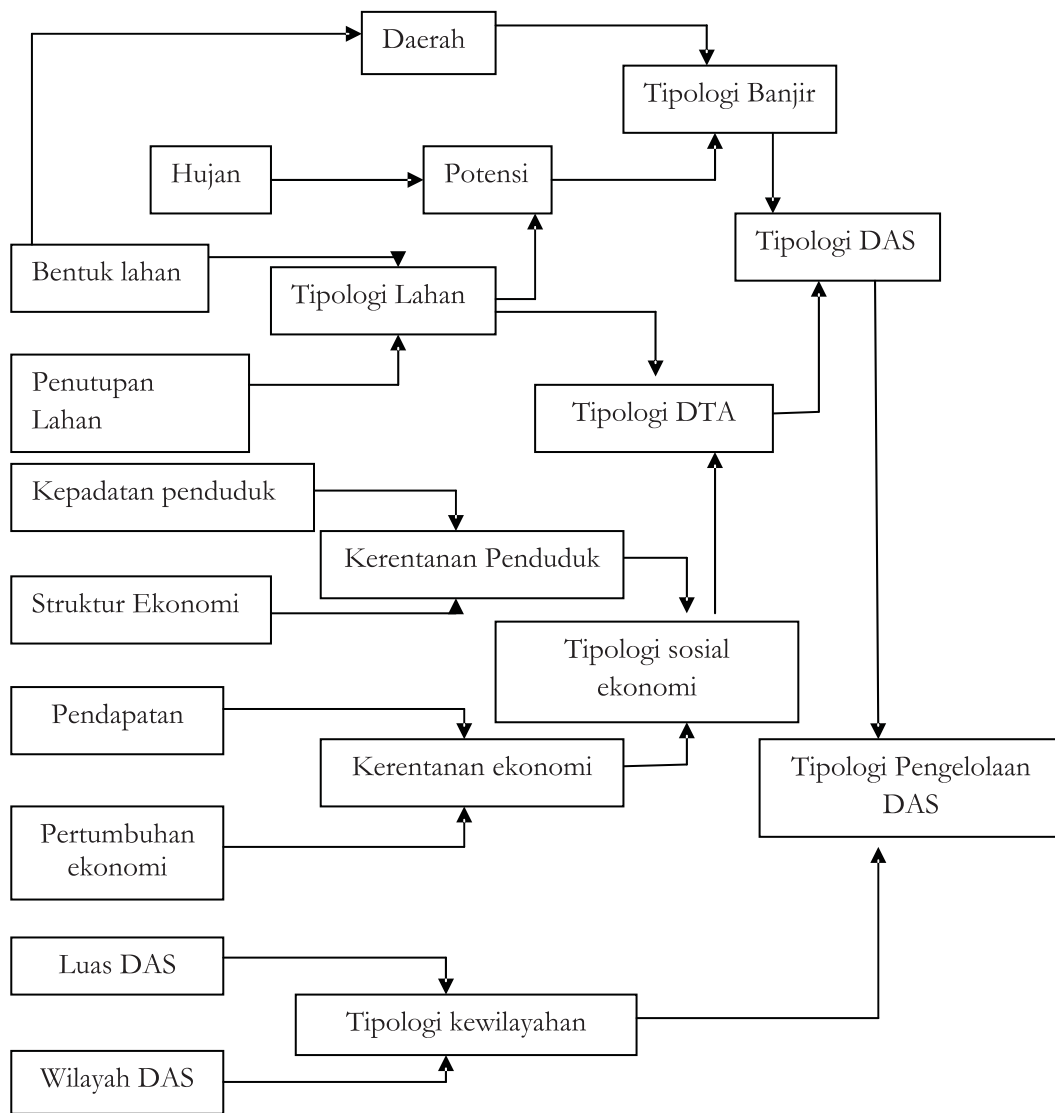 Daerah
Tipologi Banjir
Hujan
Potensi
Tipologi DAS
Bentuk lahan
Tipologi Lahan
Penutupan
Lahan
Tipologi DTA
Kepadatan penduduk
Kerentanan Penduduk
Struktur Ekonomi
Tipologi sosial
ekonomi
Pendapatan
Kerentanan ekonomi
Tipologi Pengelolaan
DAS
Pertumbuhan
ekonomi
Luas DAS
Tipologi kewilayahan
Wilayah DAS